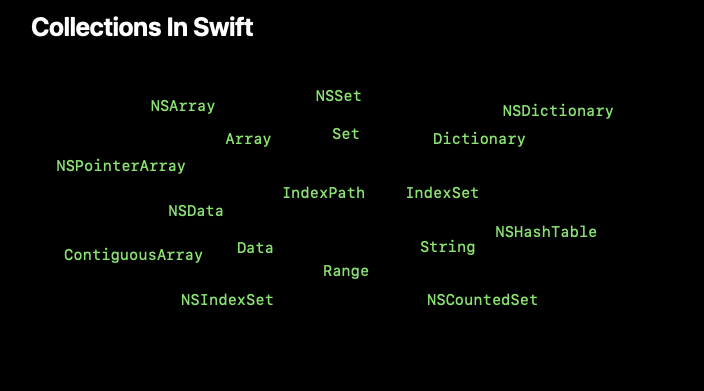 Collections In Swift
NSSet
NSArray
NSDictionary
Set
Array
Dictionary
NSPointerArray
IndexPath
IndexSet
NSData
NSHashTable
String
Data
ContiguousArray
Range
NSIndexSet
NSCountedSet